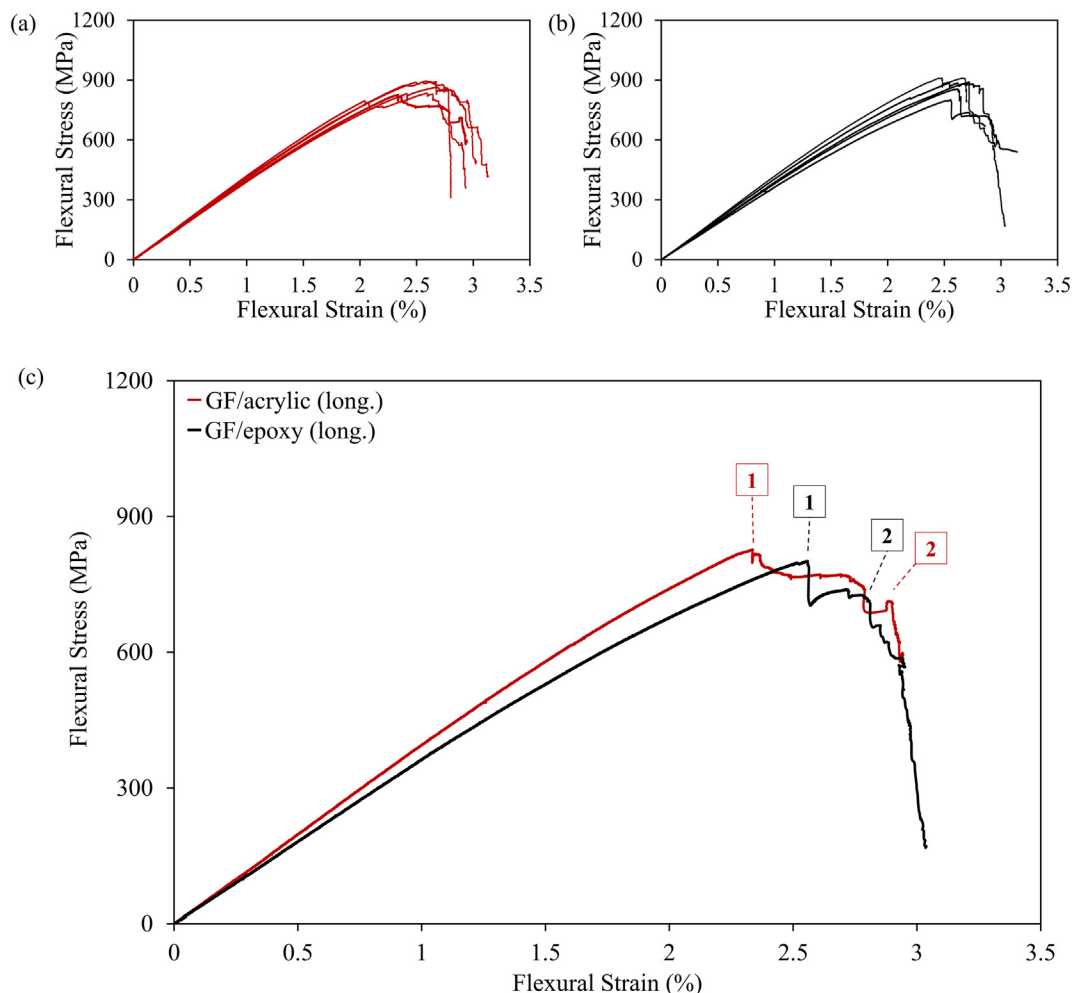 (a)
Flexural Stress (MPa)
1200
900
600
300
0
0 0.5 1 1.5 2 2.5 3 3.5
Flexural Strain (%)
(b)
Flexural Stress (MPa)
1200
900
600
300
0
0 0.5 1 1.5 2 2.5 3 3.5
Flexural Strain (%)
(c)
Flexural Stress (MPa)
1200
900
600
300
0
GF/acrylic (long.)
GF/epoxy (long.)
1
1
2
2
0 0.5 1 1.5 2 2.5 3 3.5
Flexural Strain (%)